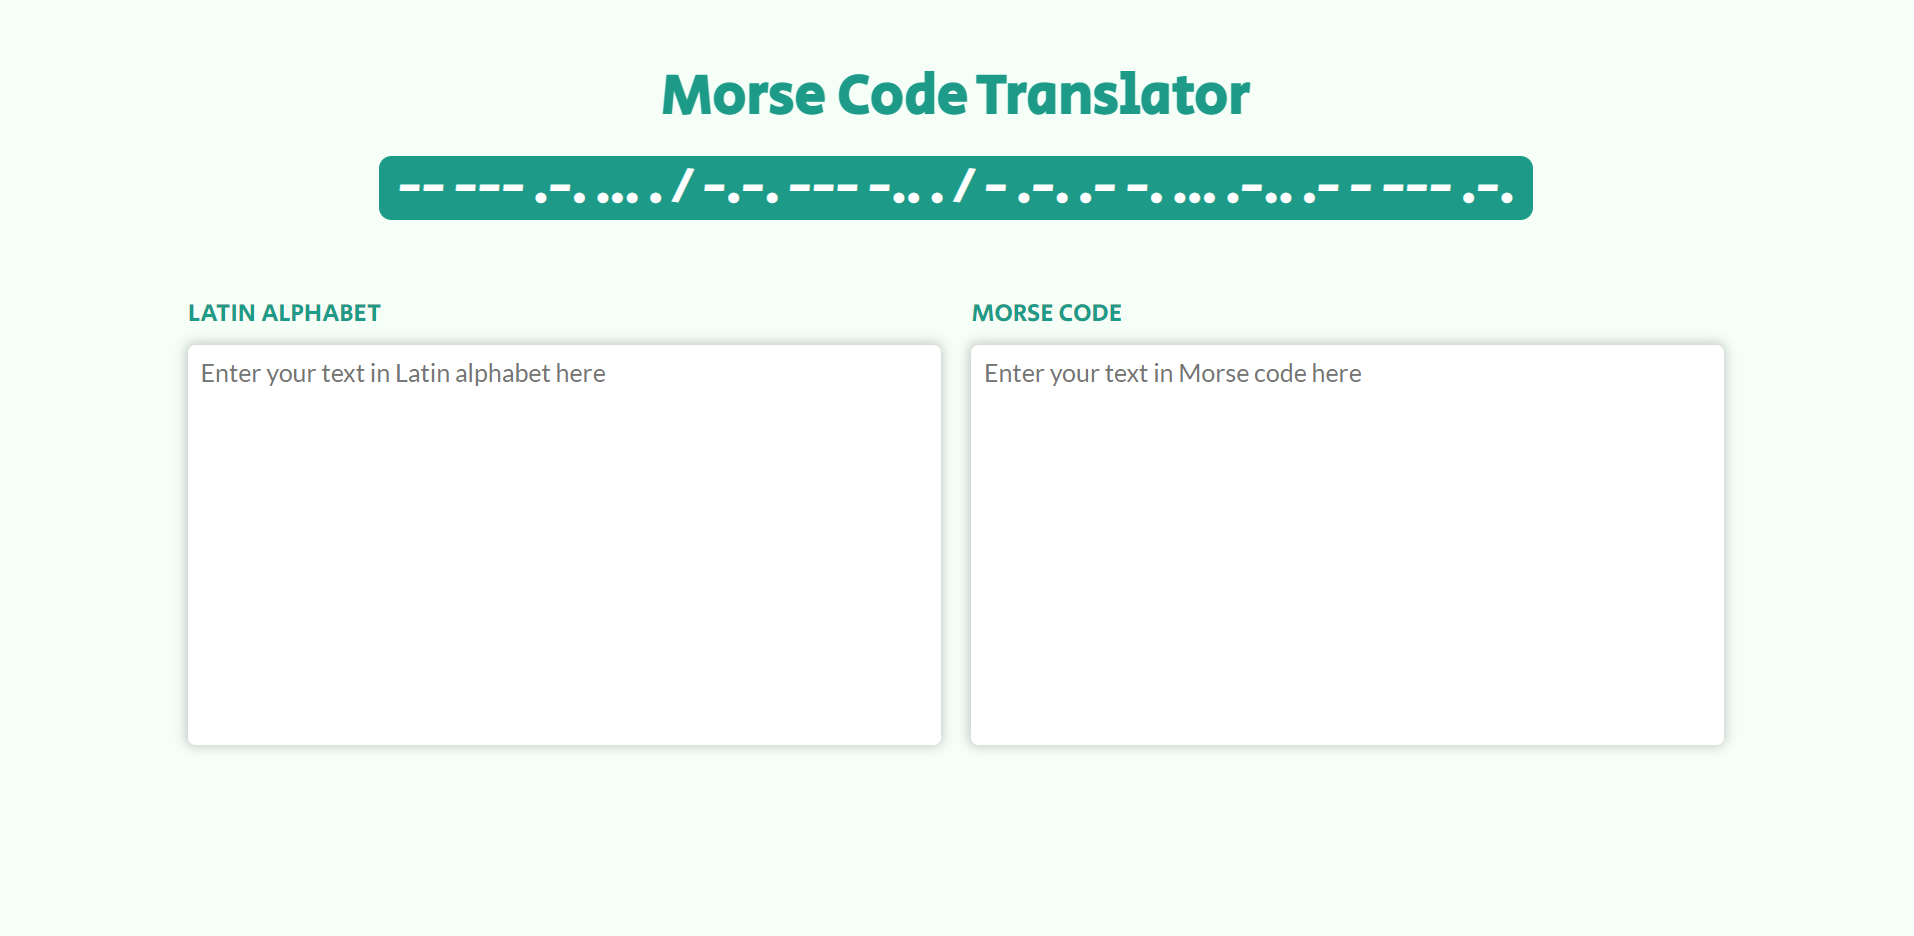 Morse Code Translator
-- --- .-. ... . / -.-. --- -.. . / - .-. .- -. ... .-.. .- - --- .-.
LATIN ALPHABET
MORSE CODE
Enter your text in Latin alphabet here
Enter your text in Morse code here